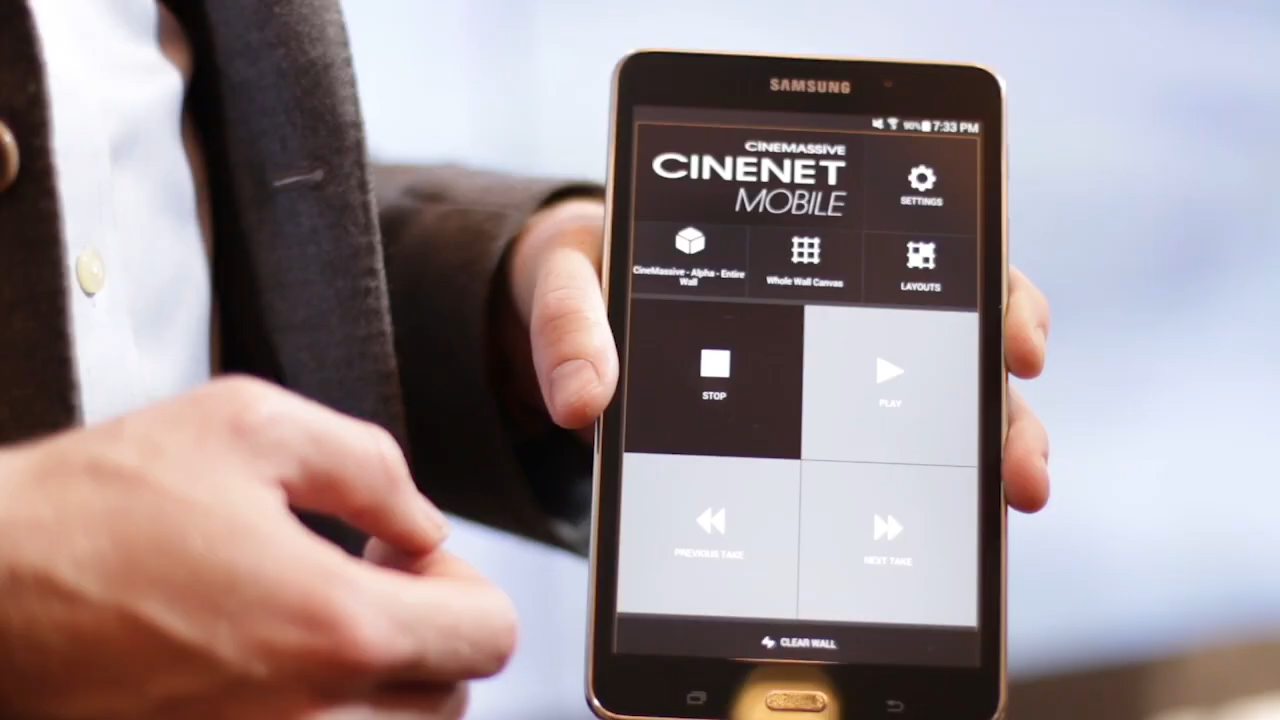 SAMSUNG
90% 7:33 PM
CINEMASSIVE
CINENET
MOBILE
SETTINGS
CineMassive - Alpha - Entire
Wall
Whole Wall Canvas
LAYOUTS
STOP
PLAY
PREVIOUS TAKE
NEXT TAKE
CLEAR WALL